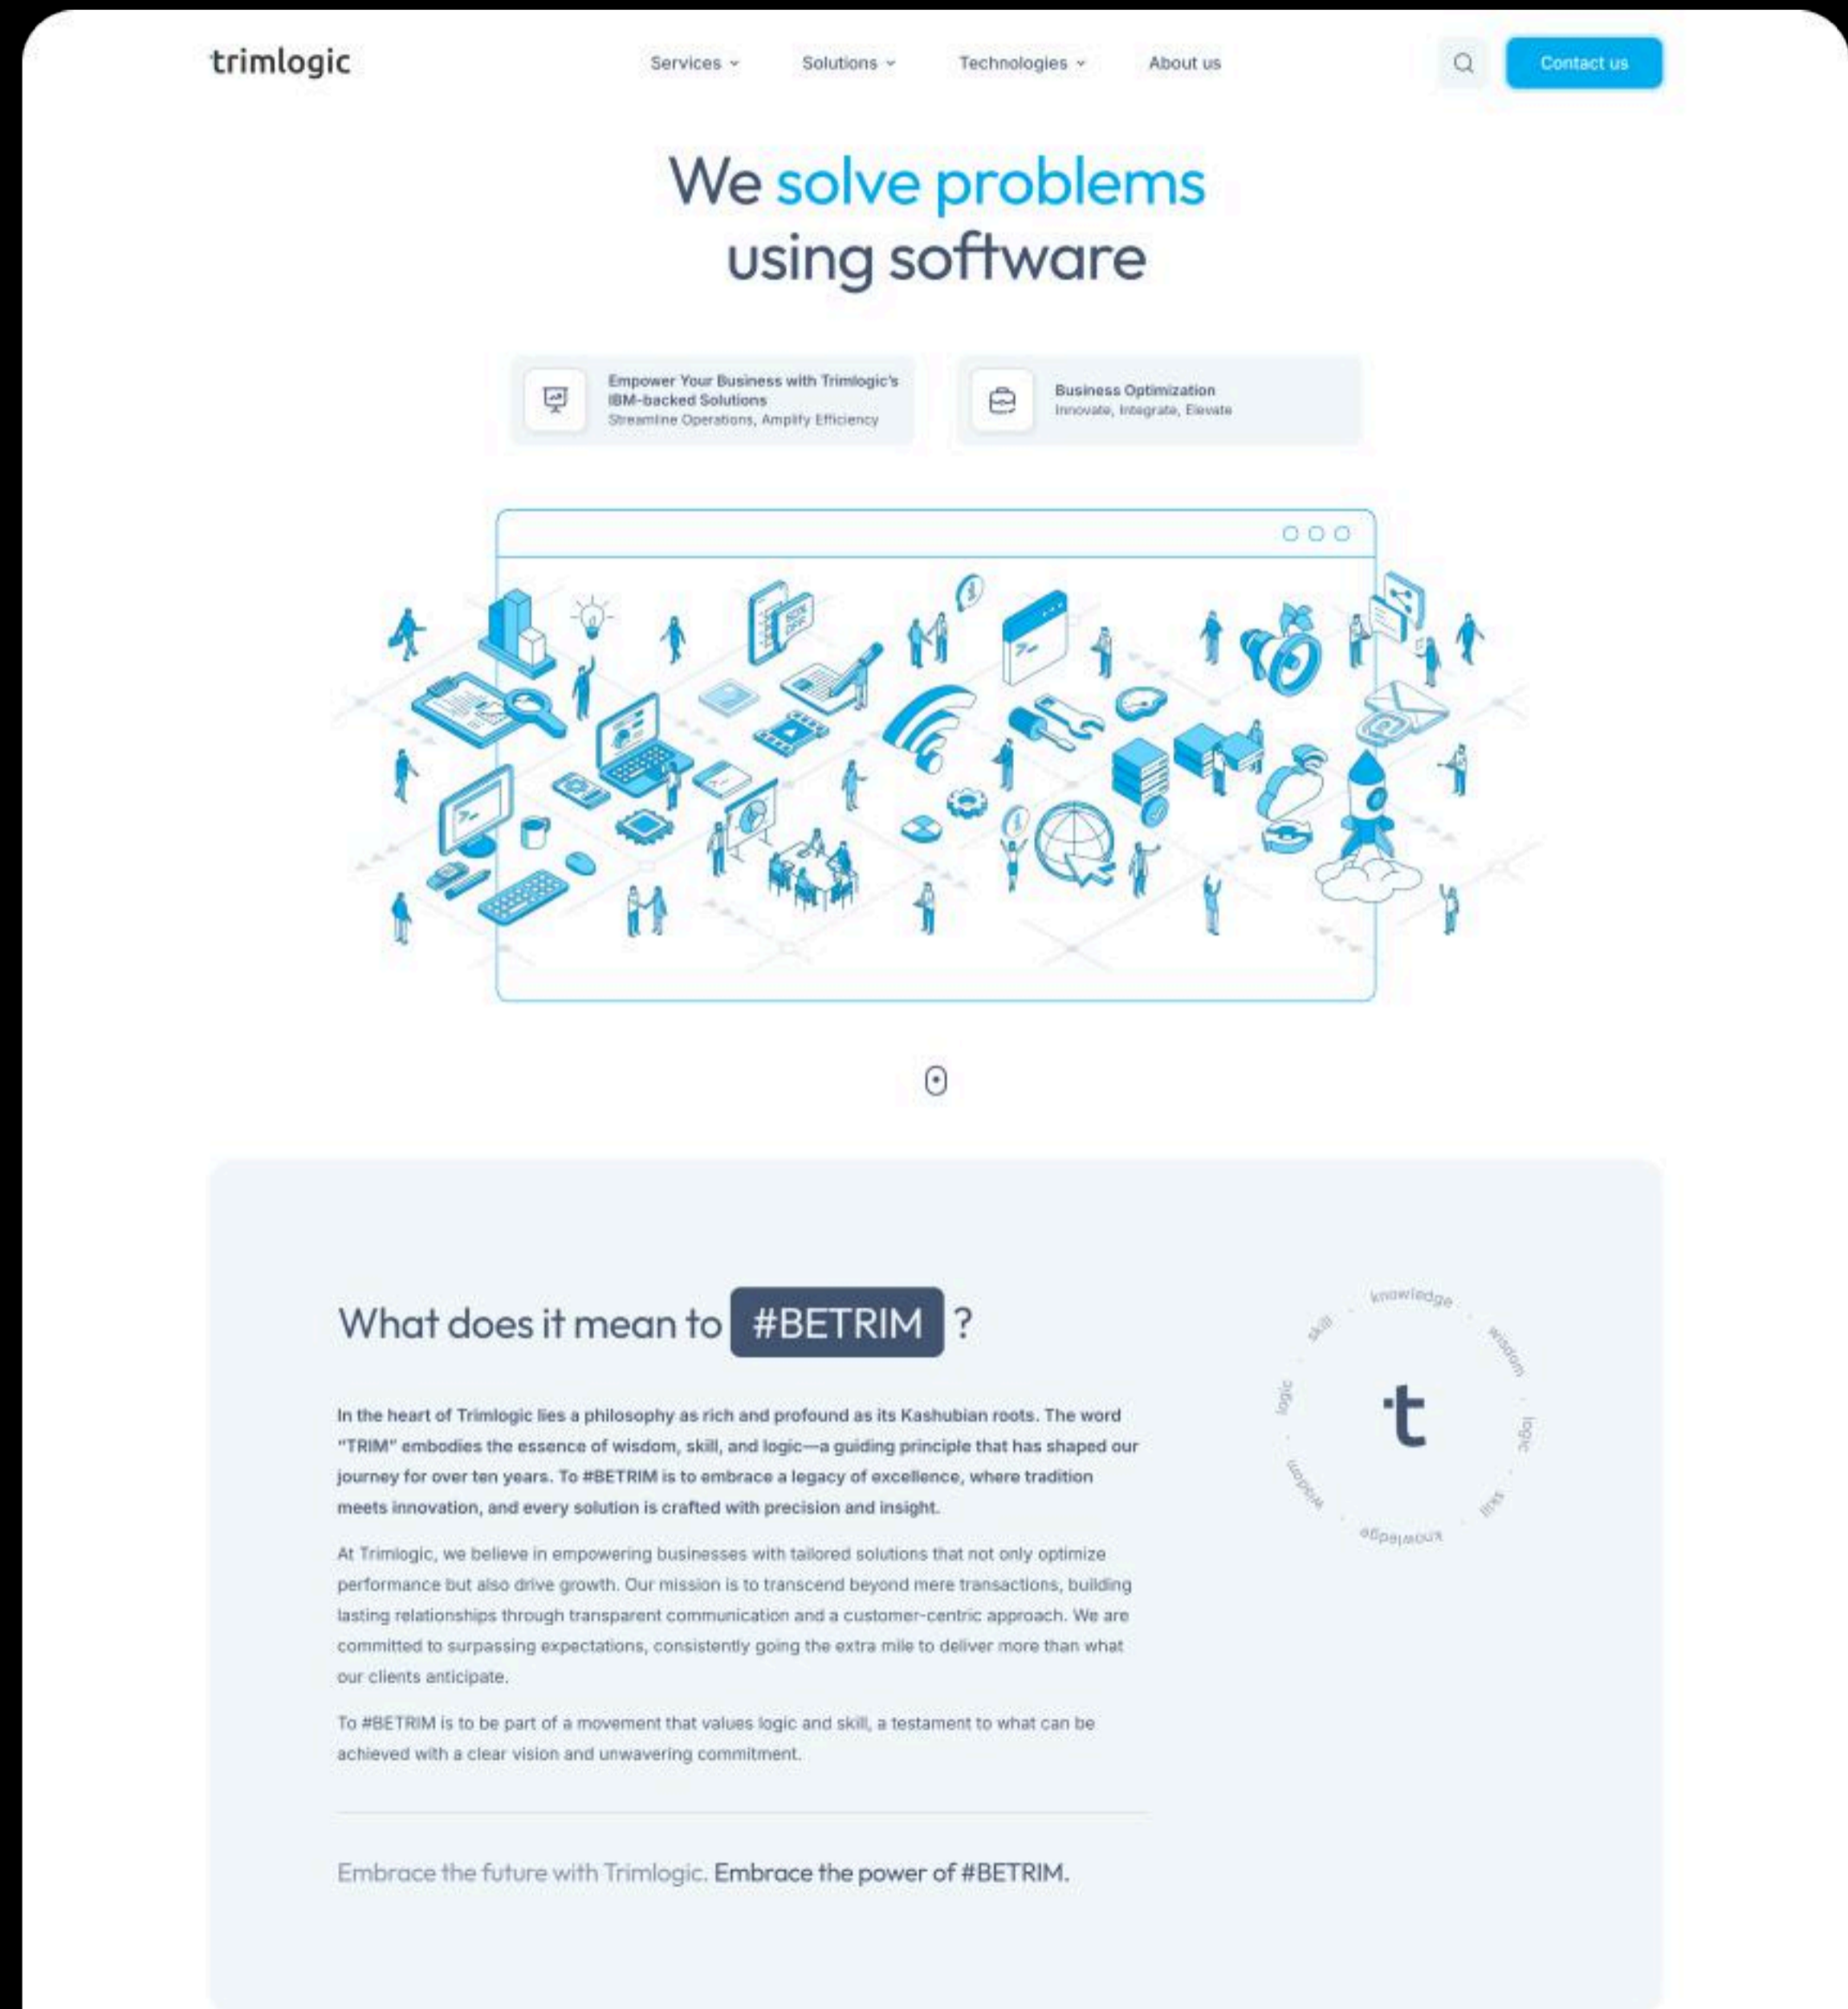 trimlogic
Services
Solutions
Technologies
About us
Contact us
We solve problems
using software
Empower Your Business with Trimlogic's
IBM-backed Solutions
Streamline Operations, Amplify Efficiency
Business Optimization
Innovate, Integrate, Elevate
What does it mean to #BETRIM ?
In the heart of Trimlogic lies a philosophy as rich and profound as its Kashubian roots. The word
"TRIM" embodies the essence of wisdom, skill, and logic—a guiding principle that has shaped our
journey for over ten years. To #BETRIM is to embrace a legacy of excellence, where tradition
meets innovation, and every solution is crafted with precision and insight.
At Trimlogic, we believe in empowering businesses with tailored solutions that not only optimize
performance but also drive growth. Our mission is to transcend beyond mere transactions, building
lasting relationships through transparent communication and a customer-centric approach. We are
committed to surpassing expectations, consistently going the extra mile to deliver more than what
our clients anticipate.
To #BETRIM is to be part of a movement that values logic and skill, a testament to what can be
achieved with a clear vision and unwavering commitment.
Embrace the future with Trimlogic. Embrace the power of #BETRIM.
knowledge · wisdom · logic · skill · knowledge · wisdom · logic · skill ·
t